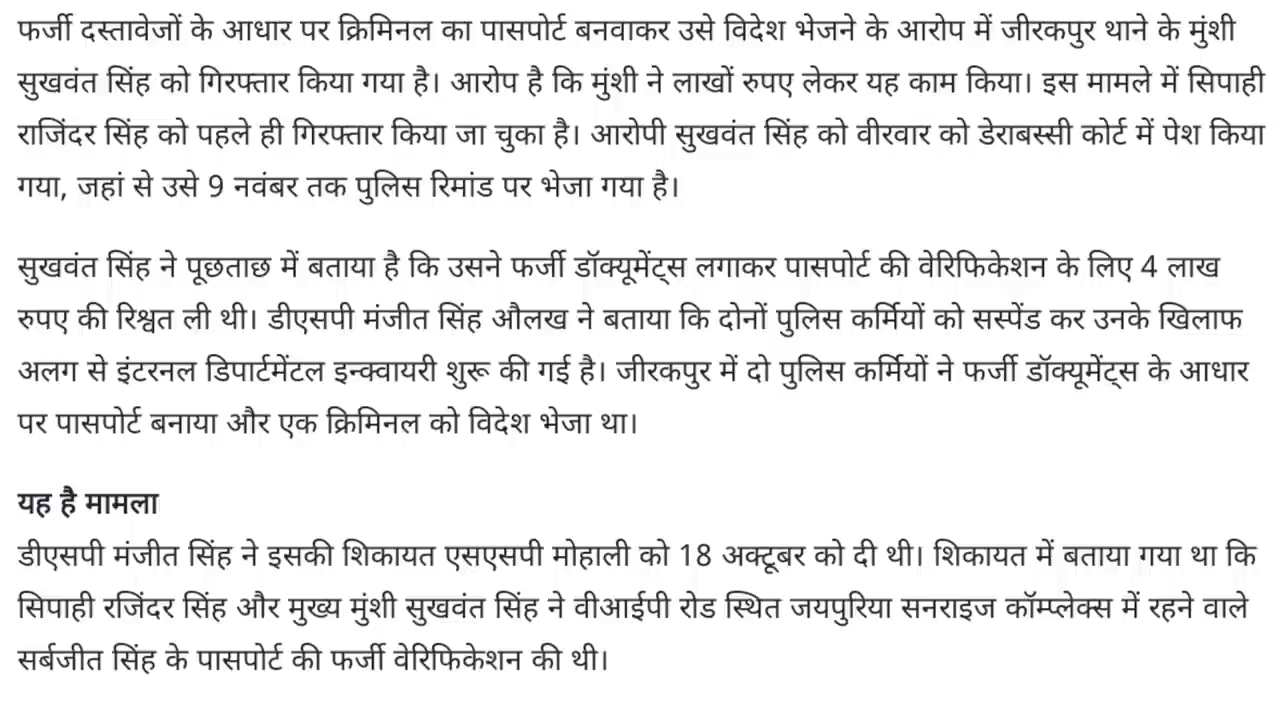 फर्जी दस्तावेजों के आधार पर क्रिमिनल का पासपोर्ट बनवाकर उसे विदेश भेजने के आरोप में जीरकपुर थाने के मुंशी
सुखवंत सिंह को गिरफ्तार किया गया है। आरोप है कि मुंशी ने लाखों रुपए लेकर यह काम किया। इस मामले में सिपाही
राजिंदर सिंह को पहले ही गिरफ्तार किया जा चुका है। आरोपी सुखवंत सिंह को वीरवार को डेराबस्सी कोर्ट में पेश किया
गया, जहां से उसे 9 नवंबर तक पुलिस रिमांड पर भेजा गया है।
सुखवंत सिंह ने पूछताछ में बताया है कि उसने फर्जी डॉक्यूमेंट्स लगाकर पासपोर्ट की वेरिफिकेशन के लिए 4 लाख
रुपए की रिश्वत ली थी। डीएसपी मंजीत सिंह औलख ने बताया कि दोनों पुलिस कर्मियों को सस्पेंड कर उनके खिलाफ
अलग से इंटरनल डिपार्टमेंटल इन्क्वायरी शुरू की गई है। जीरकपुर में दो पुलिस कर्मियों ने फर्जी डॉक्यूमेंट्स के आधार
पर पासपोर्ट बनाया और एक क्रिमिनल को विदेश भेजा था।
यह है मामला
डीएसपी मंजीत सिंह ने इसकी शिकायत एसएसपी मोहाली को 18 अक्टूबर को दी थी। शिकायत में बताया गया था कि
सिपाही रजिंदर सिंह और मुख्य मुंशी सुखवंत सिंह ने वीआईपी रोड स्थित जयपुरिया सनराइज कॉम्प्लेक्स में रहने वाले
सर्बजीत सिंह के पासपोर्ट की फर्जी वेरिफिकेशन की थी।